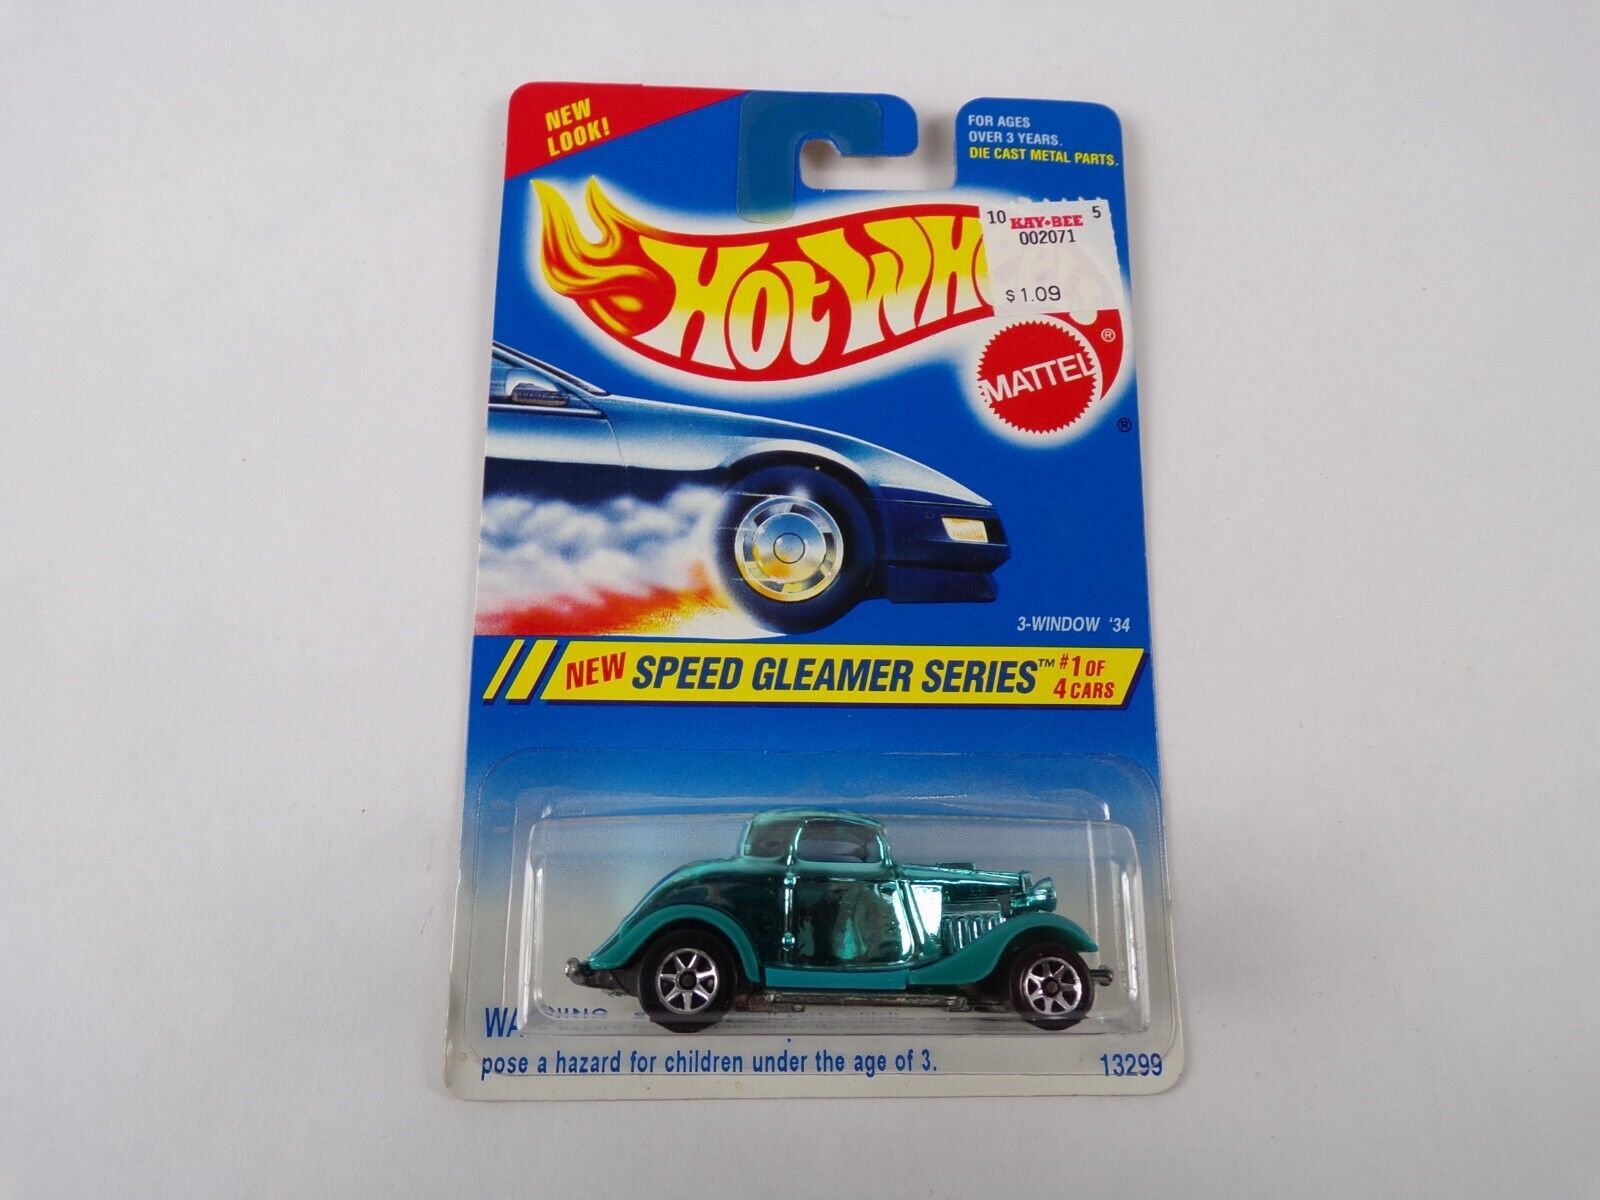 NEW
LOOK!
FOR AGES
OVER 3 YEARS.
DIE CAST METAL PARTS.
HOT WH
10 KAY•BEE 5
002071
$1.09
MATTEL
®
®
3-WINDOW '34
NEW SPEED GLEAMER SERIES™ #1 OF
4 CARS
pose a hazard for children under the age of 3.
13299